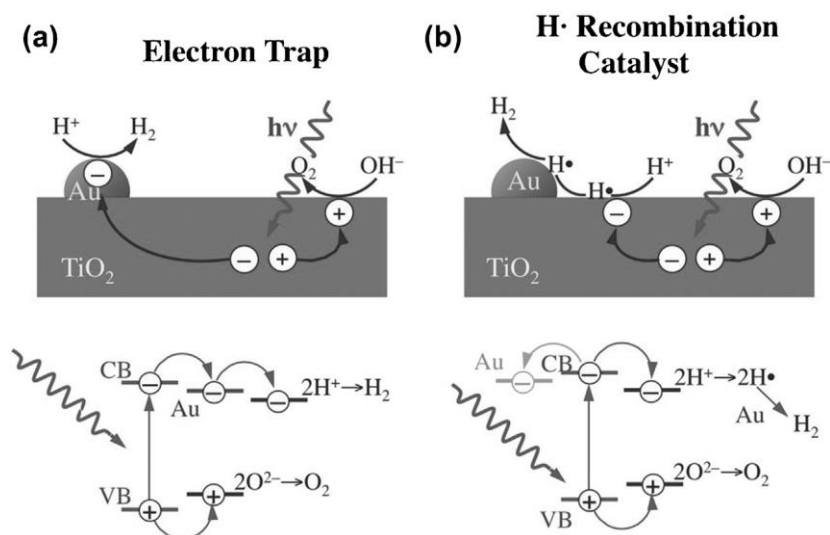 (a)
Electron Trap
H⁺
H₂
Au
−
hν
O₂
OH⁻
+
− +
TiO₂
CB
−
−
−
2H⁺→H₂
Au
VB
+
+
2O²⁻→O₂
(b)
H• Recombination
Catalyst
H₂
H•
H•
H⁺
Au
hν
O₂
OH⁻
−
+
− +
TiO₂
Au
CB
−
−
−
2H⁺→2H•
Au
H₂
VB
+
+
2O²⁻→O₂